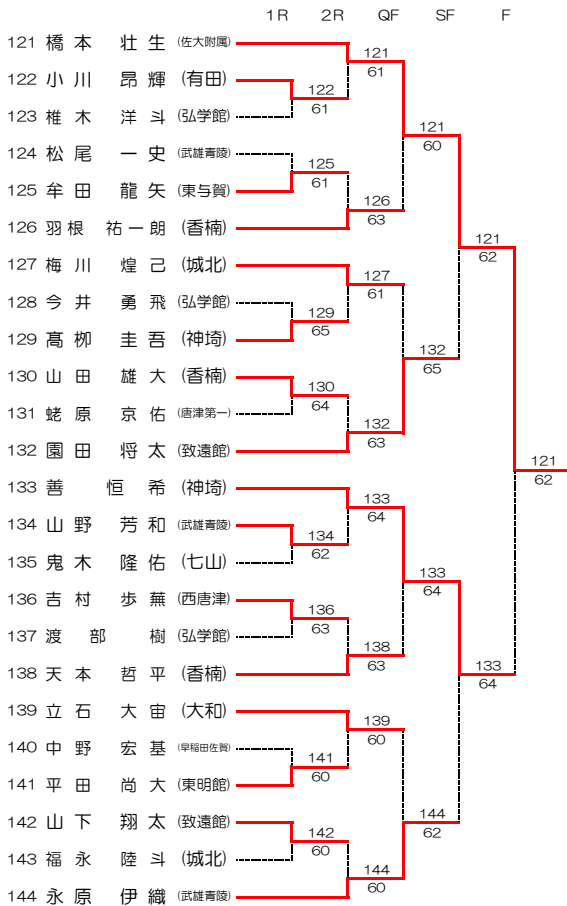 1R 2R QF SF F
121 橋本 壮生 (佐大附属)
121
61
122 小川 昂輝 (有田)
122
61
123 椎木 洋斗 (弘学館)
121
60
124 松尾 一史 (武雄青陵)
125
61
125 牟田 龍矢 (東与賀)
126
63
126 羽根 祐一朗 (香楠)
121
62
127 梅川 煌己 (城北)
127
61
128 今井 勇飛 (弘学館)
129
65
129 髙栁 圭吾 (神埼)
132
65
130 山田 雄大 (香楠)
130
64
131 蛯原 京佑 (唐津第一)
132
63
132 園田 将太 (致遠館)
121
62
133 善 恒希 (神埼)
133
64
134 山野 芳和 (武雄青陵)
134
62
135 鬼木 隆佑 (七山)
133
64
136 吉村 歩蕪 (西唐津)
136
63
137 渡部 樹 (弘学館)
138
63
138 天本 哲平 (香楠)
133
64
139 立石 大宙 (大和)
139
60
140 中野 宏基 (早稲田佐賀)
141
60
141 平田 尚大 (東明館)
144
62
142 山下 翔太 (致遠館)
142
60
143 福永 陸斗 (城北)
144
60
144 永原 伊織 (武雄青陵)